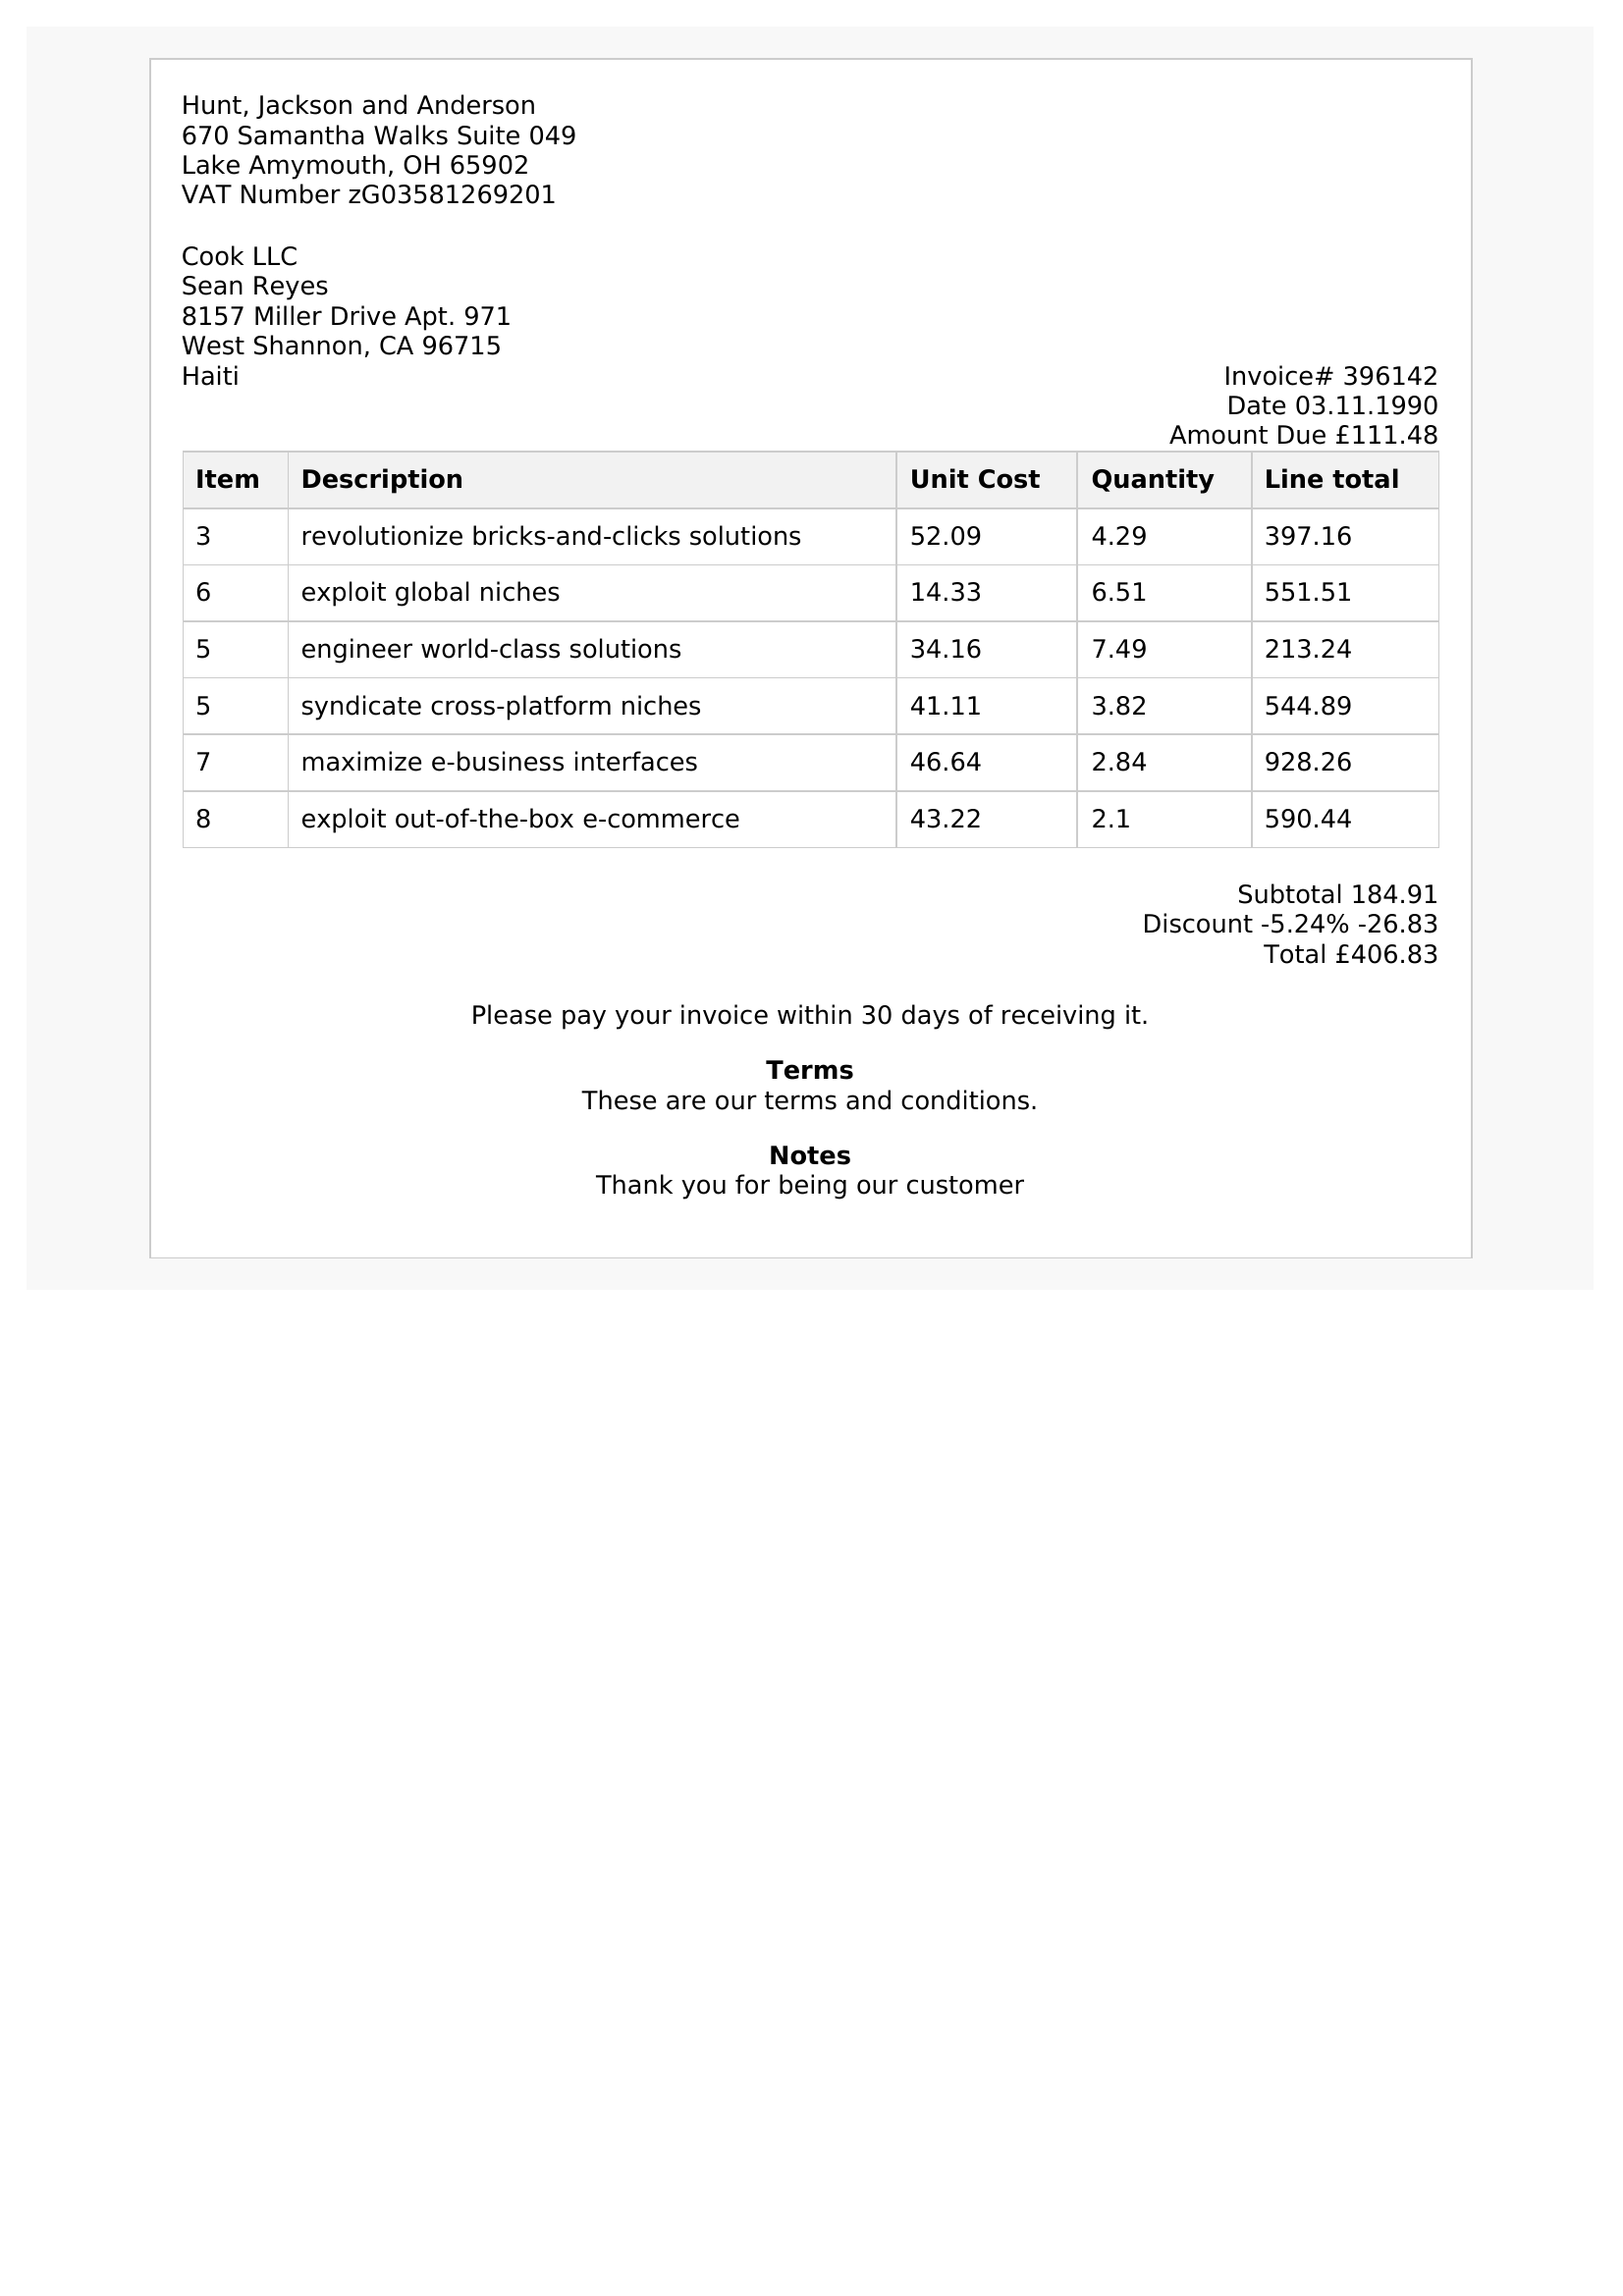 Hunt, Jackson and Anderson
670 Samantha Walks Suite 049
Lake Amymouth, OH 65902
VAT Number zG03581269201
Cook LLC
Sean Reyes
8157 Miller Drive Apt. 971
West Shannon, CA 96715
Haiti
Invoice# 396142
Date 03.11.1990
Amount Due £111.48
Item Description Unit Cost Quantity Line total
3 revolutionize bricks-and-clicks solutions 52.09 4.29 397.16
6 exploit global niches 14.33 6.51 551.51
5 engineer world-class solutions 34.16 7.49 213.24
5 syndicate cross-platform niches 41.11 3.82 544.89
7 maximize e-business interfaces 46.64 2.84 928.26
8 exploit out-of-the-box e-commerce 43.22 2.1 590.44
Subtotal 184.91
Discount -5.24% -26.83
Total £406.83
Please pay your invoice within 30 days of receiving it.
Terms
These are our terms and conditions.
Notes
Thank you for being our customer